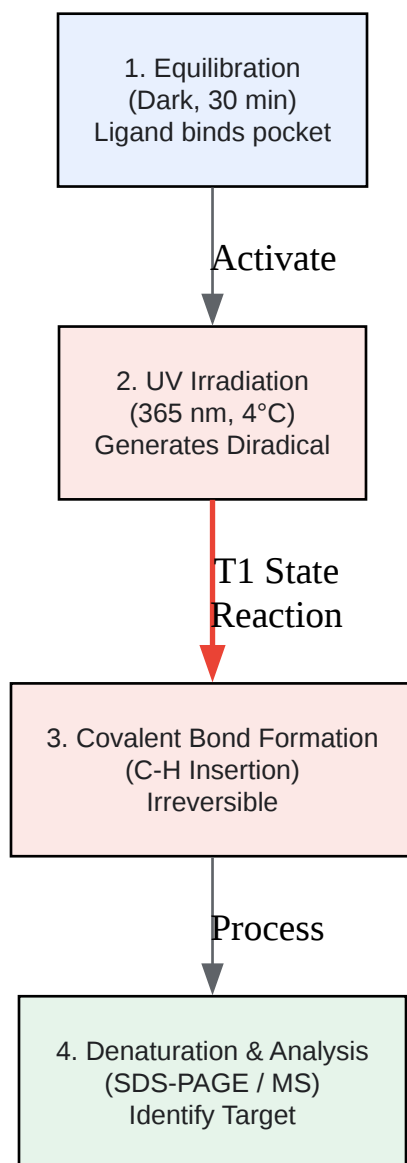 1. Equilibration
(Dark, 30 min)
Ligand binds pocket
Activate
2. UV Irradiation
(365 nm, 4°C)
Generates Diradical
T1 State
Reaction
3. Covalent Bond Formation
(C-H Insertion)
Irreversible
Process
4. Denaturation & Analysis
(SDS-PAGE / MS)
Identify Target